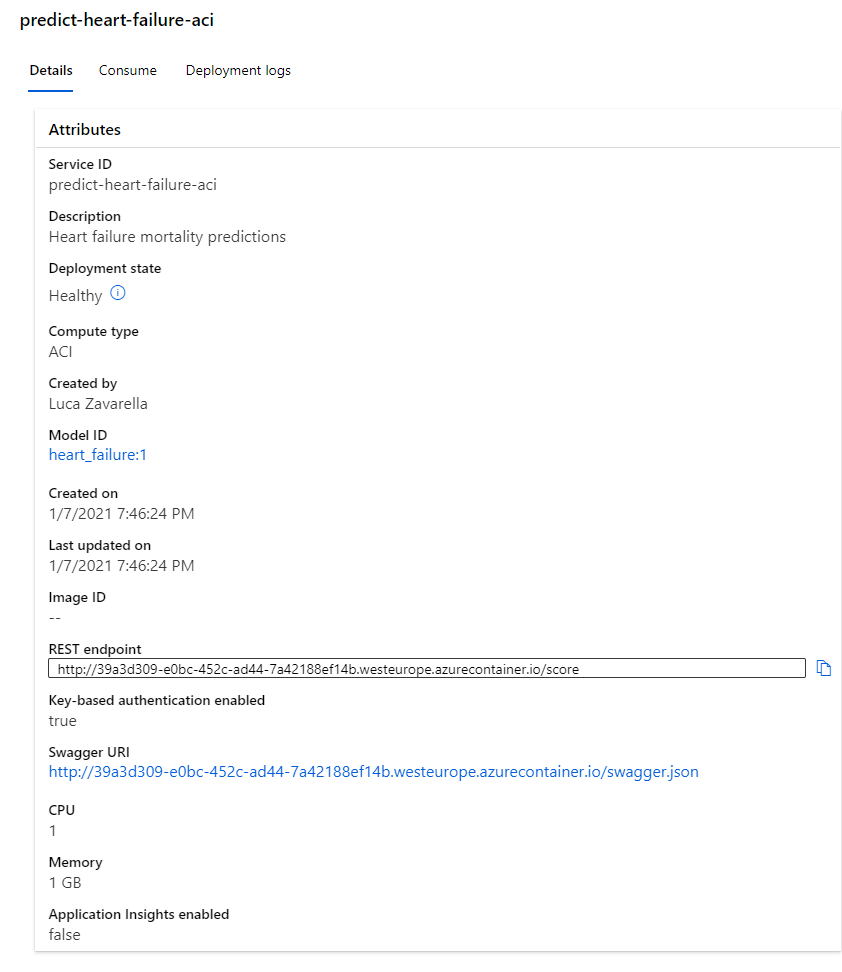 predict-heart-failure-aci
Details Consume Deployment logs
Attributes
Service ID
predict-heart-failure-aci
Description
Heart failure mortality predictions
Deployment state
Healthy
Compute type
ACI
Created by
Luca Zavarella
Model ID
heart_failure:1
Created on
1/7/2021 7:46:24 PM
Last updated on
1/7/2021 7:46:24 PM
Image ID
--
REST endpoint
http://39a3d309-e0bc-452c-ad44-7a42188ef14b.westeurope.azurecontainer.io/score
Key-based authentication enabled
true
Swagger URI
http://39a3d309-e0bc-452c-ad44-7a42188ef14b.westeurope.azurecontainer.io/swagger.json
CPU
1
Memory
1 GB
Application Insights enabled
false